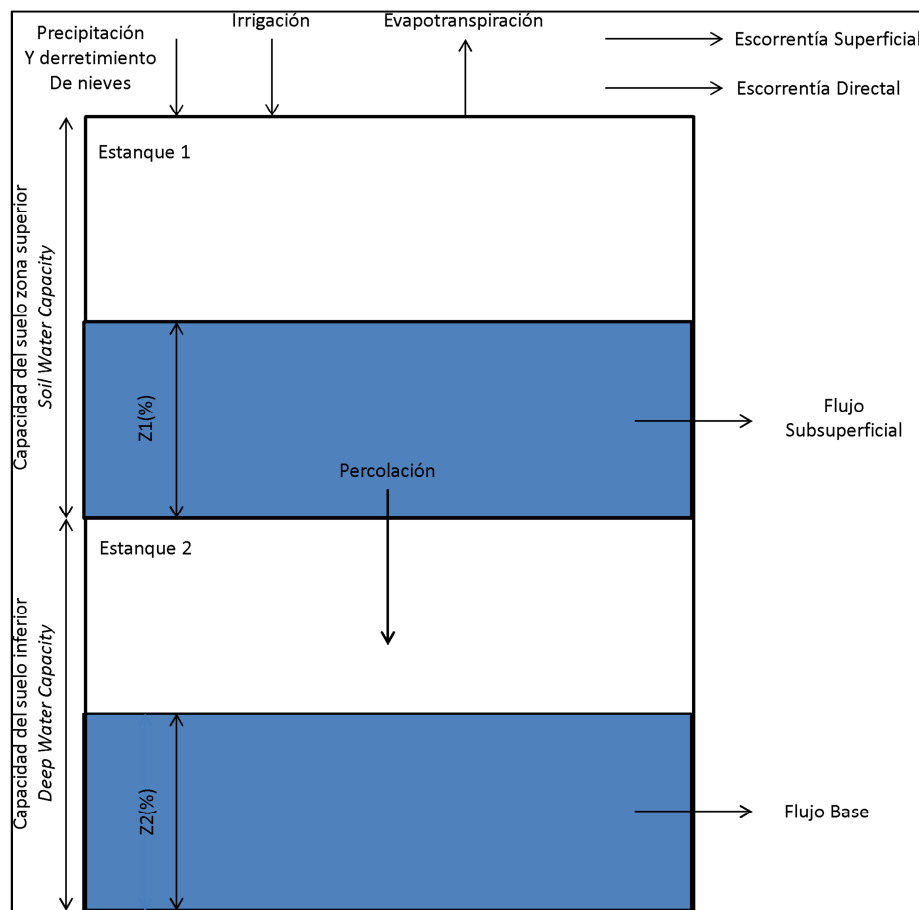 Precipitación
Y derretimiento
De nieves
Irrigación
Evapotranspiración
Escorrentía Superficial
Escorrentía Directal
Estanque 1
Capacidad del suelo zona superior
Soil Water Capacity
Z1(%)
Flujo
Subsuperficial
Percolación
Estanque 2
Capacidad del suelo inferior
Deep Water Capacity
Z2(%)
Flujo Base